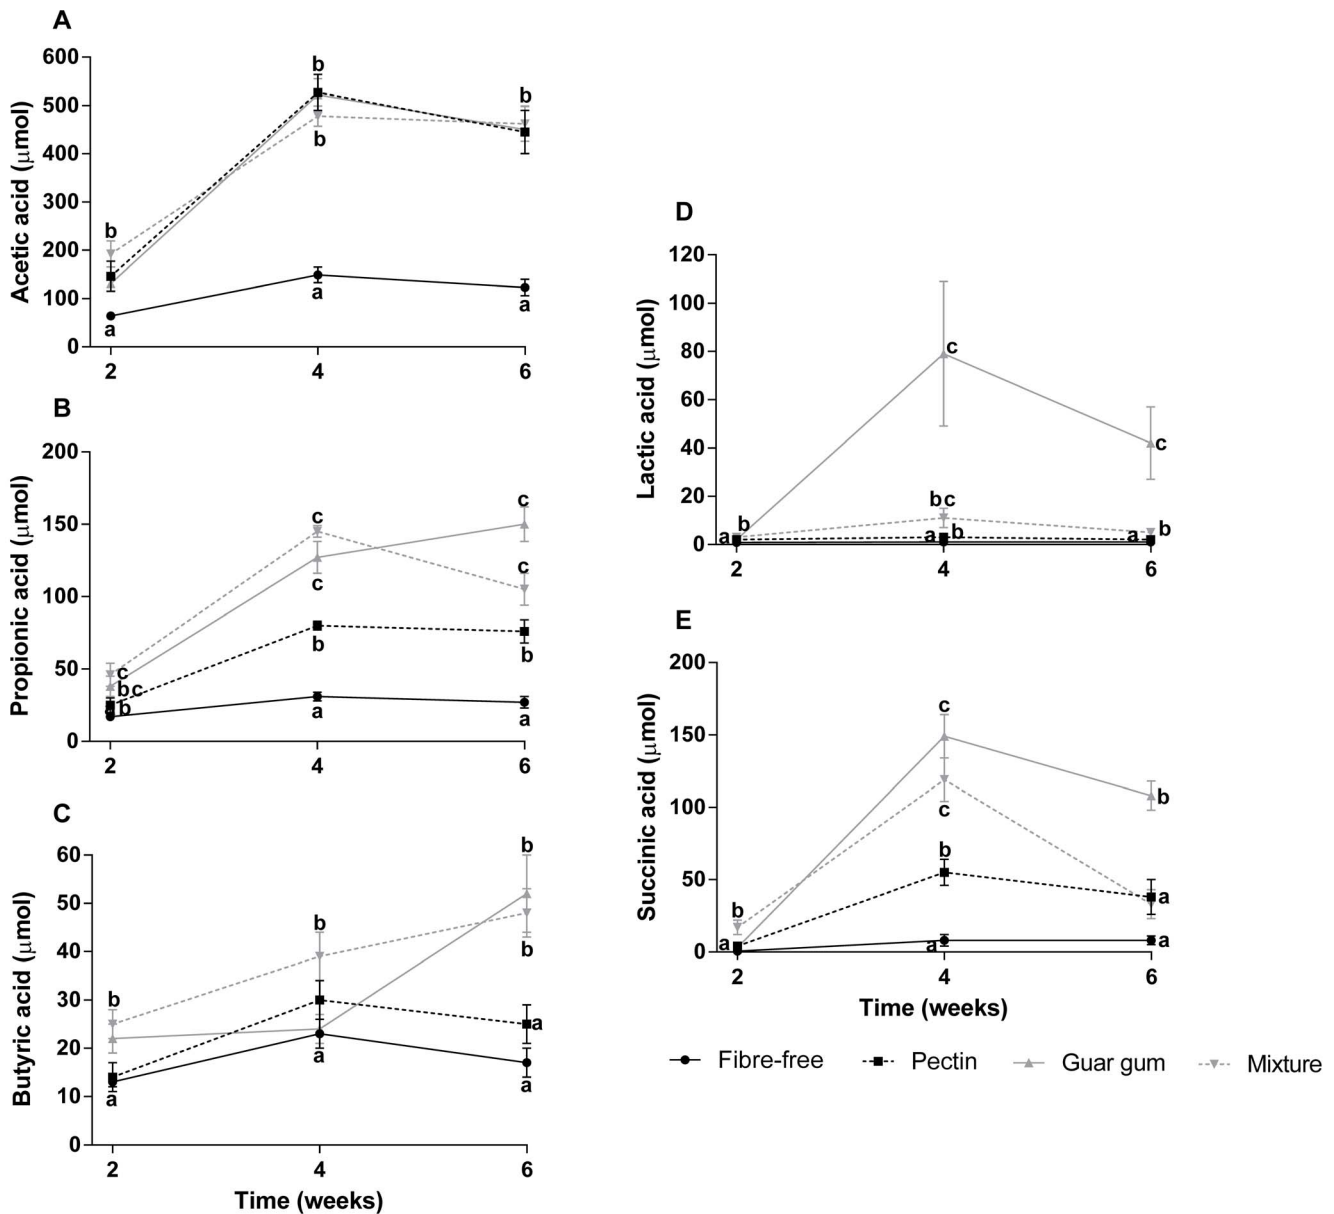 A
600
500
400
300
200
100
0
Acetic acid (μmol)
b
b
b
b
a
a
a
2 4 6
B
200
150
100
50
0
Propionic acid (μmol)
c
c
c
c
c
bc
ab
b
b
a
a
2 4 6
C
60
50
40
30
20
10
0
Butyric acid (μmol)
b
b
b
b
a
a
a
a
2 4 6
Time (weeks)
D
120
100
80
60
40
20
0
Lactic acid (μmol)
c
c
bc
a b
a b
a b
2 4 6
E
200
150
100
50
0
Succinic acid (μmol)
c
c
b
b
b
a
a
a
a
2 4 6
Time (weeks)
Fibre-free Pectin Guar gum Mixture